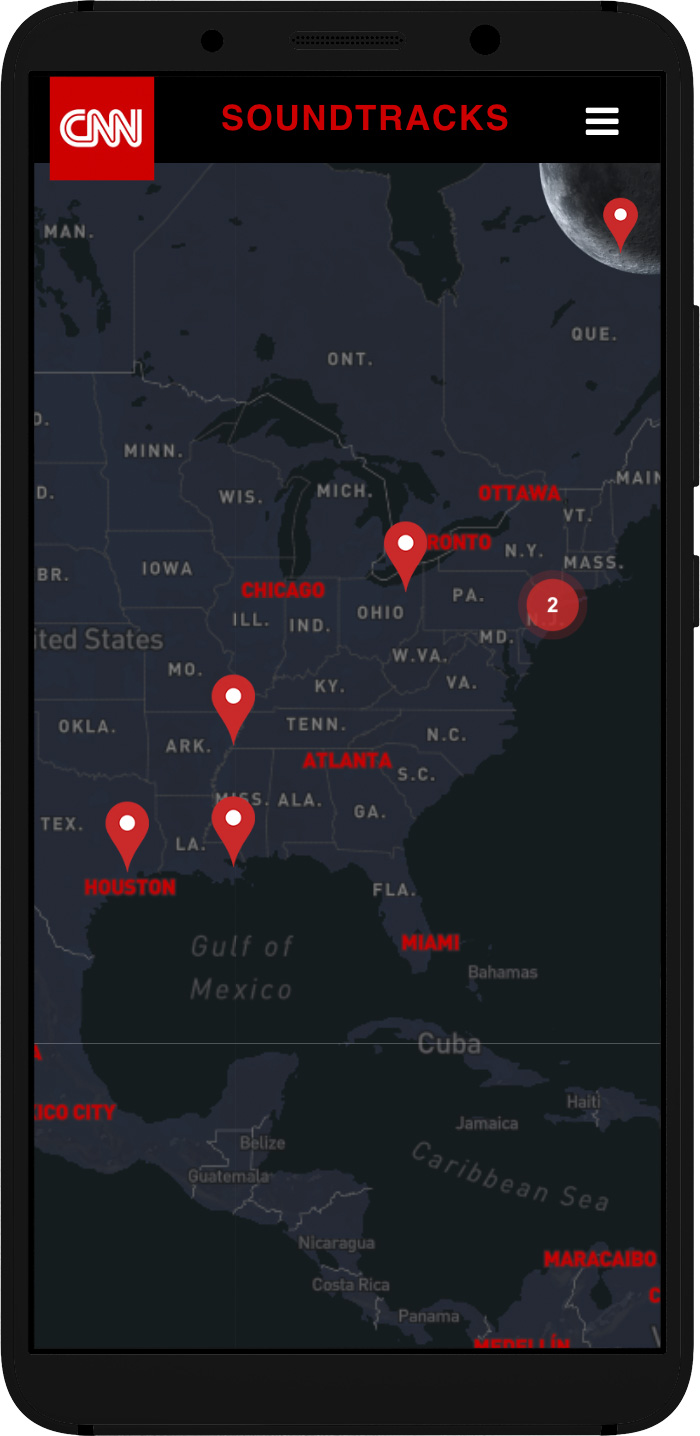 CNN
SOUNDTRACKS
MAN.
QUE.
ONT.
MINN.
MICH.
WIS.
MAIN
OTTAWA
VT.
RONTO
N.Y.
MASS.
IOWA
CHICAGO
PA.
2
OHIO
ILL.
IND.
N.J.
MD.
ited States
W.VA.
MO.
KY.
VA.
TENN.
OKLA.
N.C.
ARK.
ATLANTA
S.C.
MISS.
ALA.
GA.
TEX.
LA.
HOUSTON
FLA.
MIAMI
Gulf of
Mexico
Bahamas
Cuba
Haiti
ICO CITY
Jamaica
Belize
Caribbean Sea
Guatemala
Nicaragua
MARACAIBO
Costa Rica
Panama
MEDELLÍN